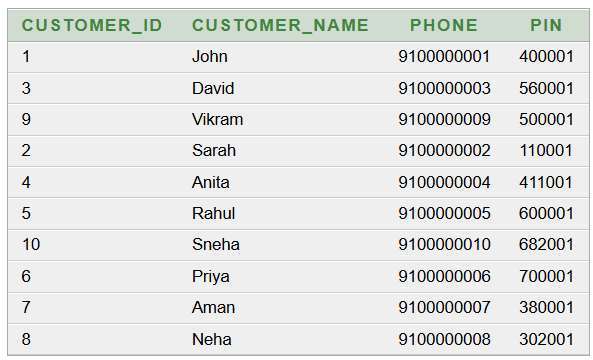 CUSTOMER_ID CUSTOMER_NAME PHONE PIN
1 John 9100000001 400001
3 David 9100000003 560001
9 Vikram 9100000009 500001
2 Sarah 9100000002 110001
4 Anita 9100000004 411001
5 Rahul 9100000005 600001
10 Sneha 9100000010 682001
6 Priya 9100000006 700001
7 Aman 9100000007 380001
8 Neha 9100000008 302001